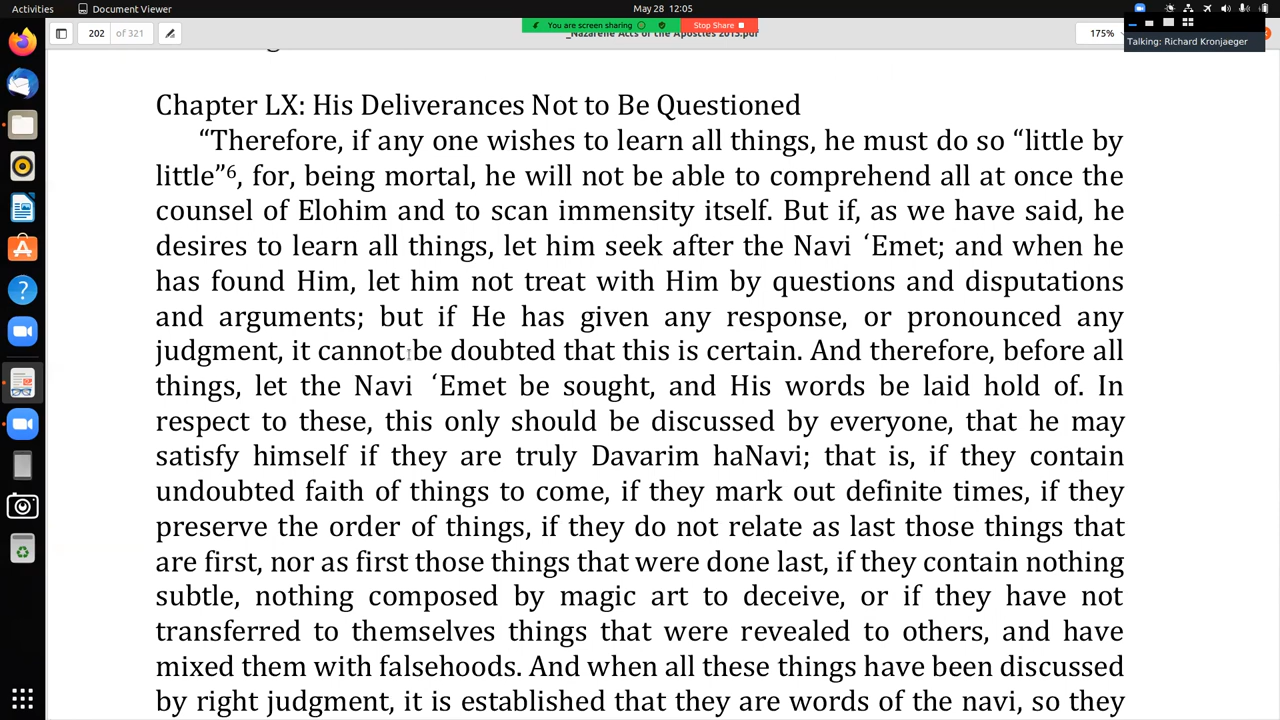 Activities
Document Viewer
May 28 12:05
You are screen sharing
Stop Share
202 of 321
_Nazarene Acts of the Apostles 2013.pdf
175%
Talking: Richard Kronjaeger
Chapter LX: His Deliverances Not to Be Questioned
“Therefore, if any one wishes to learn all things, he must do so “little by
little”⁶, for, being mortal, he will not be able to comprehend all at once the
counsel of Elohim and to scan immensity itself. But if, as we have said, he
desires to learn all things, let him seek after the Navi ‘Emet; and when he
has found Him, let him not treat with Him by questions and disputations
and arguments; but if He has given any response, or pronounced any
judgment, it cannot be doubted that this is certain. And therefore, before all
things, let the Navi ‘Emet be sought, and His words be laid hold of. In
respect to these, this only should be discussed by everyone, that he may
satisfy himself if they are truly Davarim haNavi; that is, if they contain
undoubted faith of things to come, if they mark out definite times, if they
preserve the order of things, if they do not relate as last those things that
are first, nor as first those things that were done last, if they contain nothing
subtle, nothing composed by magic art to deceive, or if they have not
transferred to themselves things that were revealed to others, and have
mixed them with falsehoods. And when all these things have been discussed
by right judgment, it is established that they are words of the navi, so they